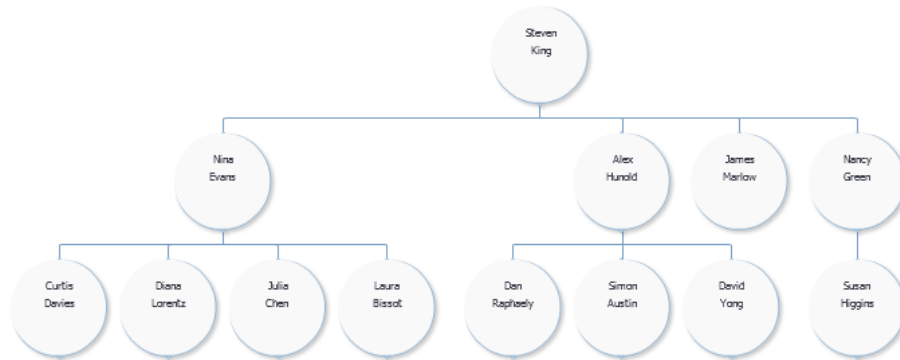 Steven
King
Nina
Evans
Alex
Hunold
James
Marlow
Nancy
Green
Curtis
Davies
Diana
Lorentz
Julia
Chen
Laura
Bissot
Dan
Raphaely
Simon
Austin
David
Yong
Susan
Higgins